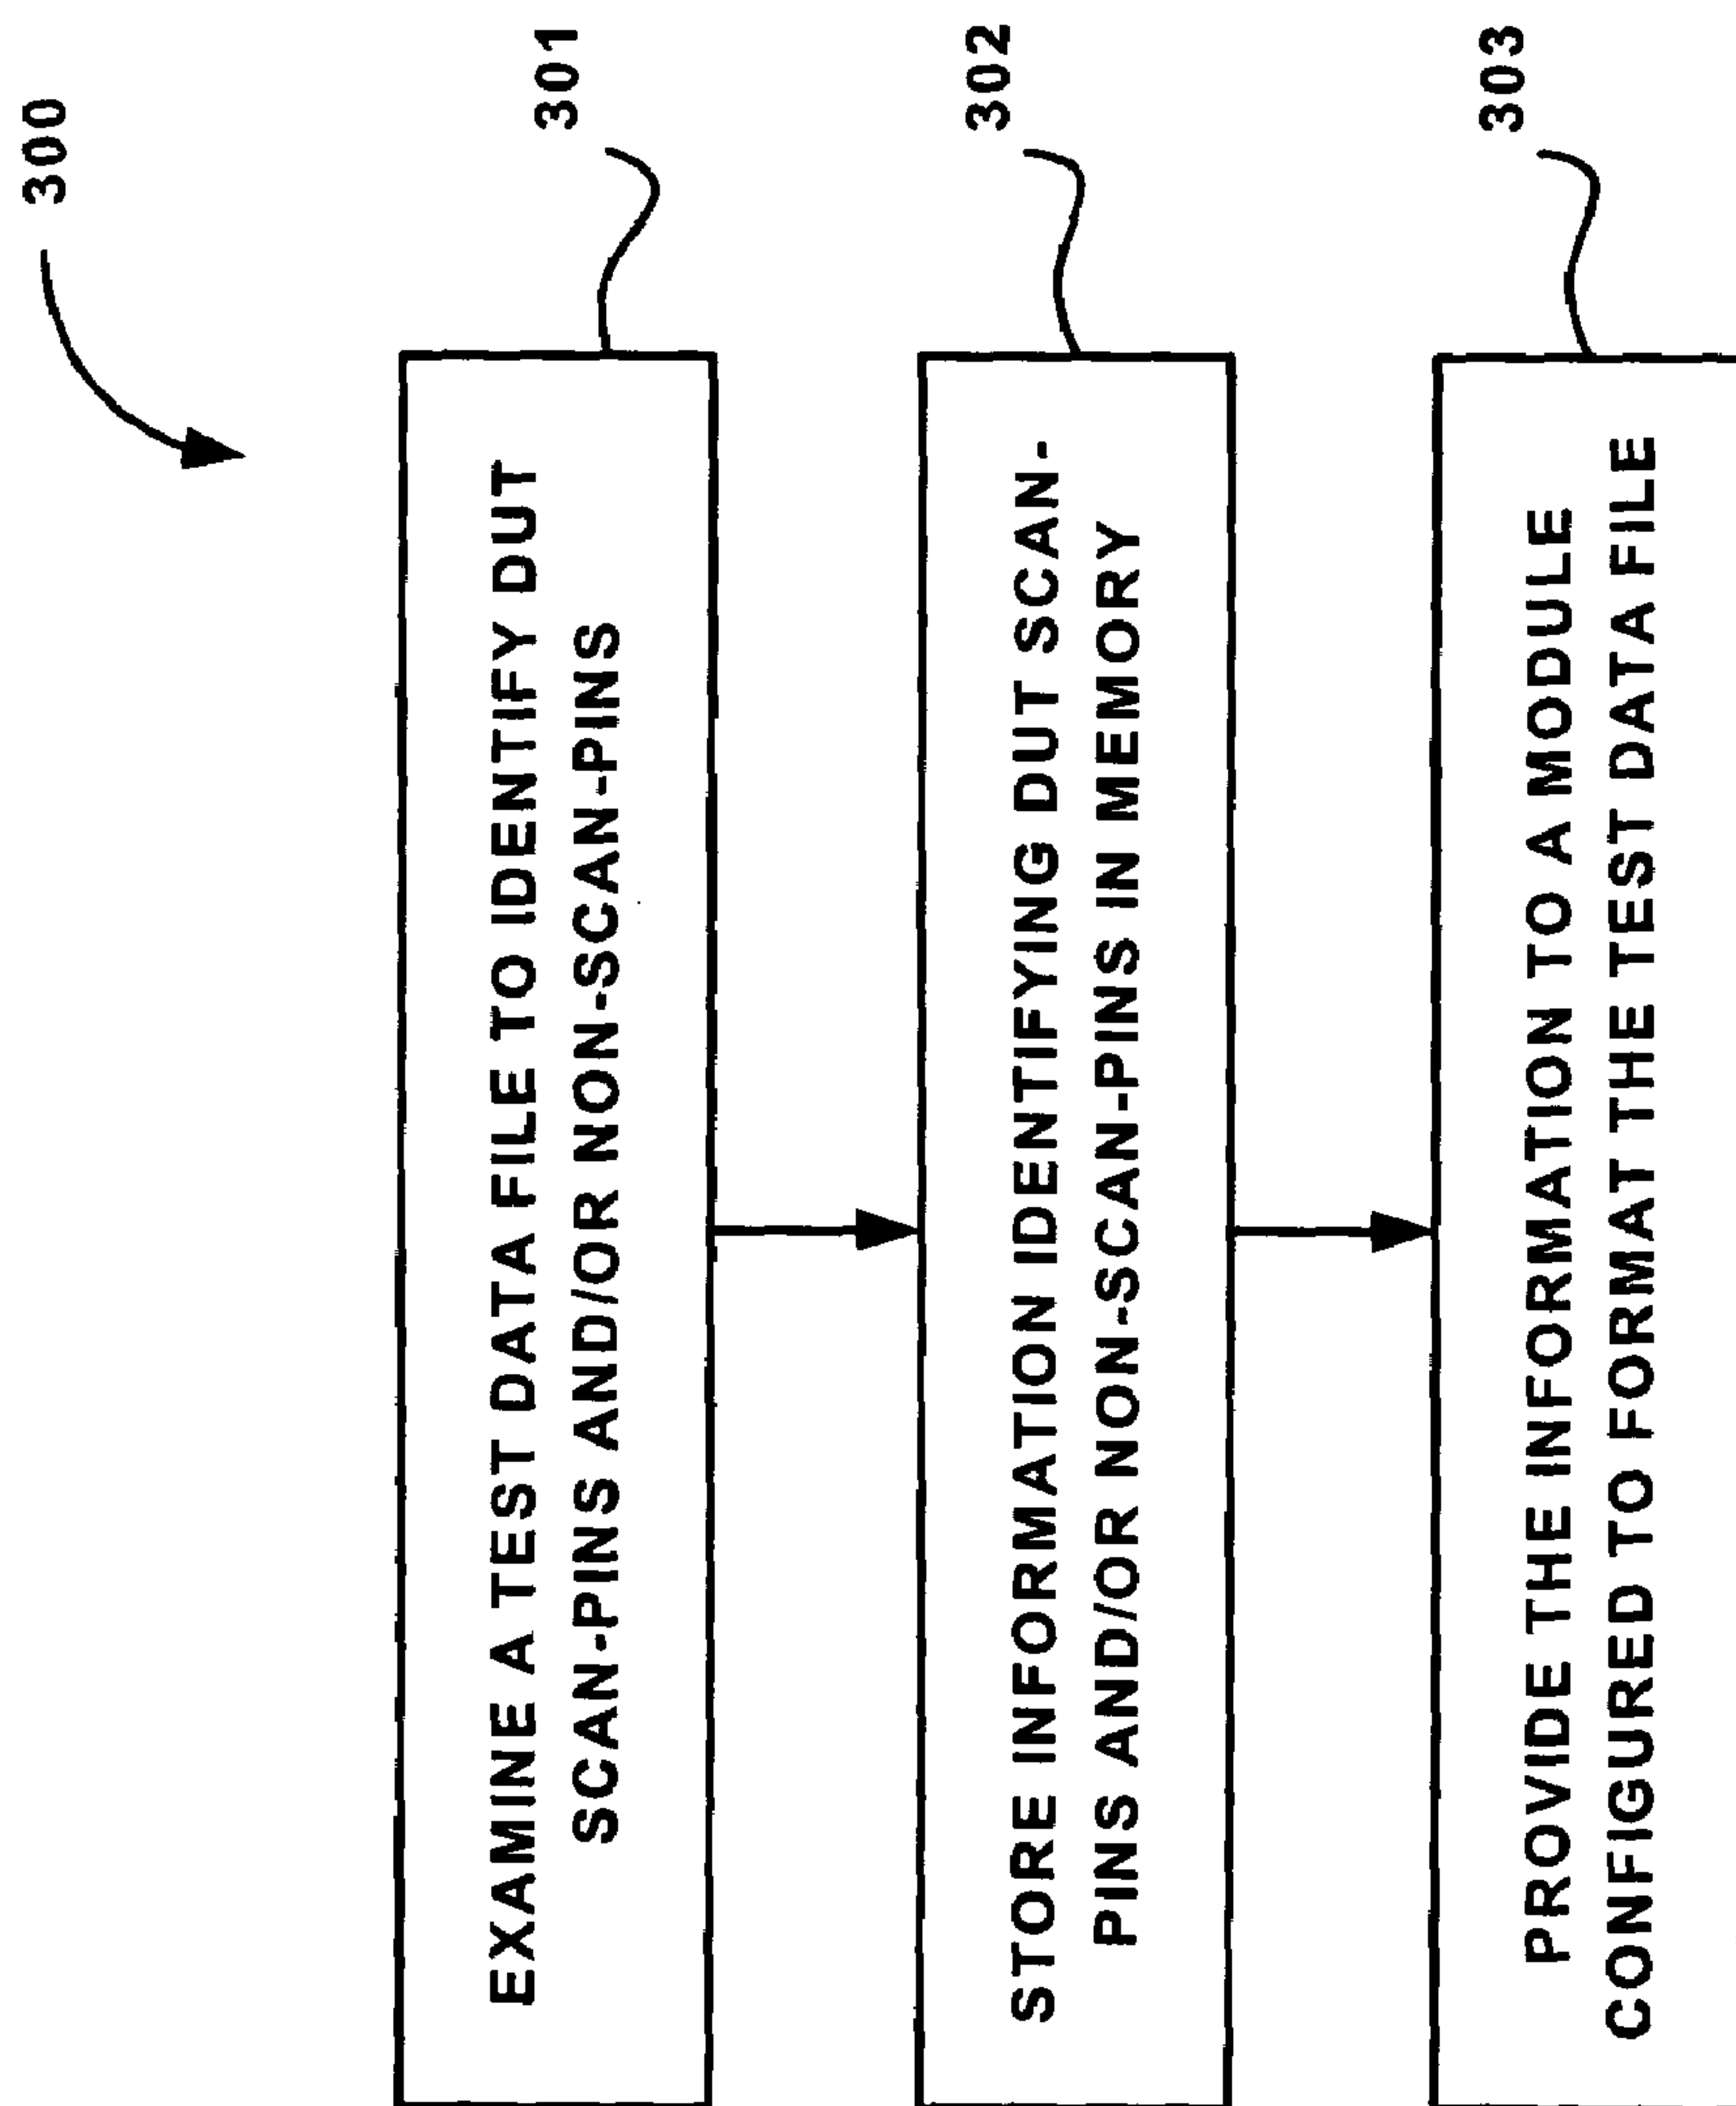 300
301
EXAMINE A TEST DATA FILE TO IDENTIFY DUT
SCAN-PINS AND/OR NON-SCAN-PINS
302
STORE INFORMATION IDENTIFYING DUT SCAN-
PINS AND/OR NON-SCAN-PINS IN MEMORY
303
PROVIDE THE INFORMATION TO A MODULE
CONFIGURED TO FORMAT THE TEST DATA FILE